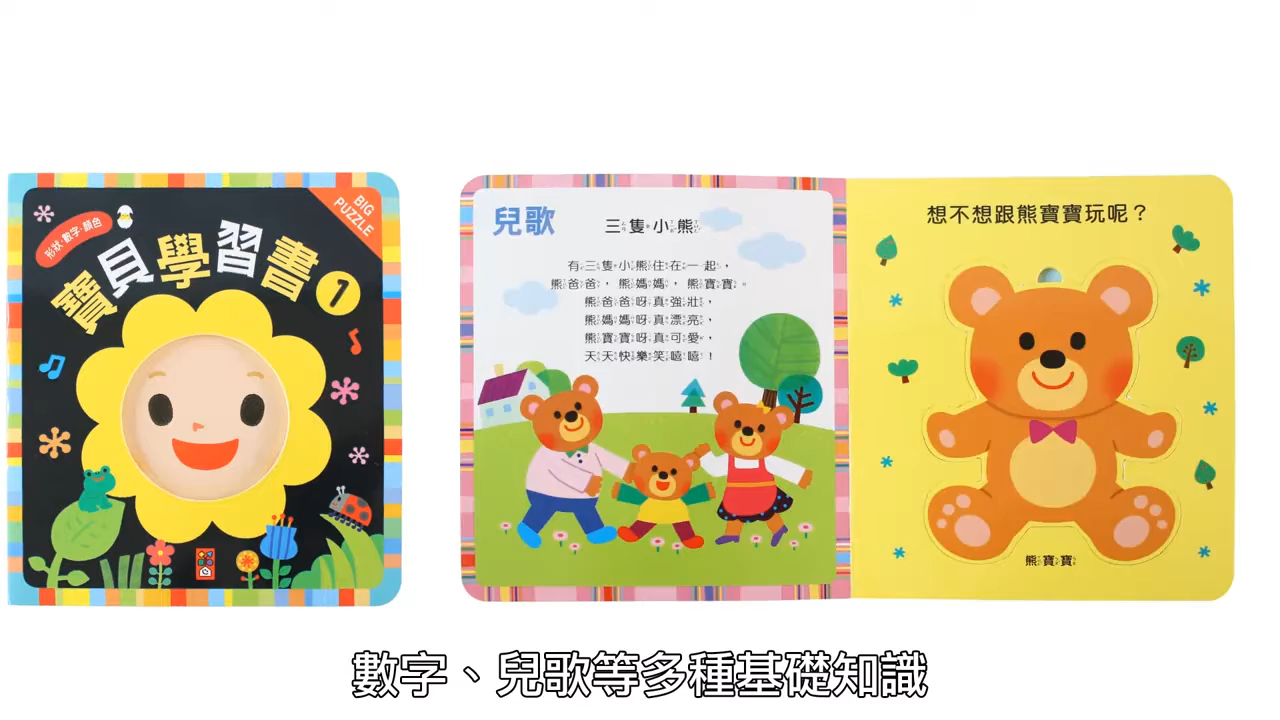 BIG
PUZZLE
形狀·數字·顏色
寶貝學習書1
兒歌
三隻小熊
有三隻小熊住在一起，
熊爸爸，熊媽媽，熊寶寶。
熊爸爸呀真強壯，
熊媽媽呀真漂亮，
熊寶寶呀真可愛，
天天快樂笑嘻嘻！
想不想跟熊寶寶玩呢？
熊寶寶
數字、兒歌等多種基礎知識